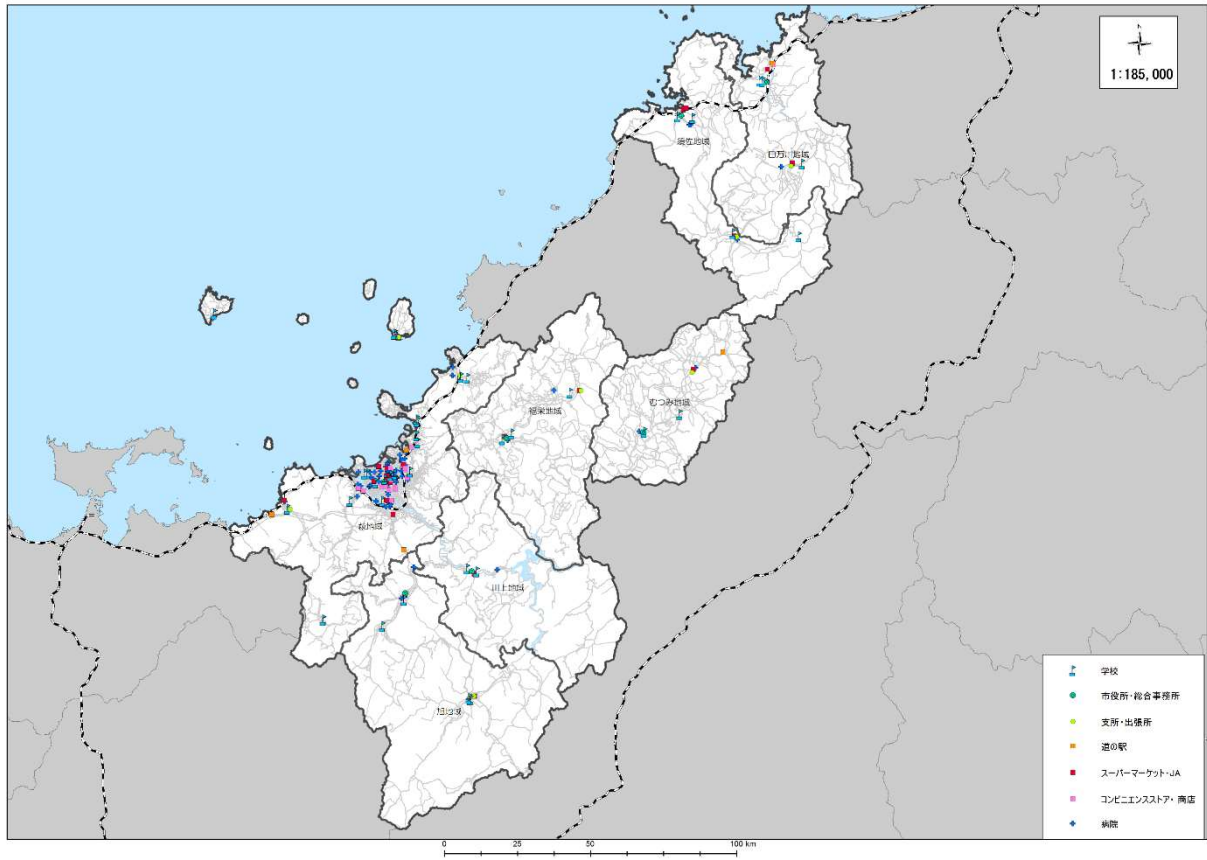 1:185,000
須佐地域
田万川地域
福栄地域
むつみ地域
萩地域
川上地域
旭地域
学校
市役所・総合事務所
支所・出張所
道の駅
スーパーマーケット・JA
コンビニエンスストア・商店
病院
0 25 50 100 km